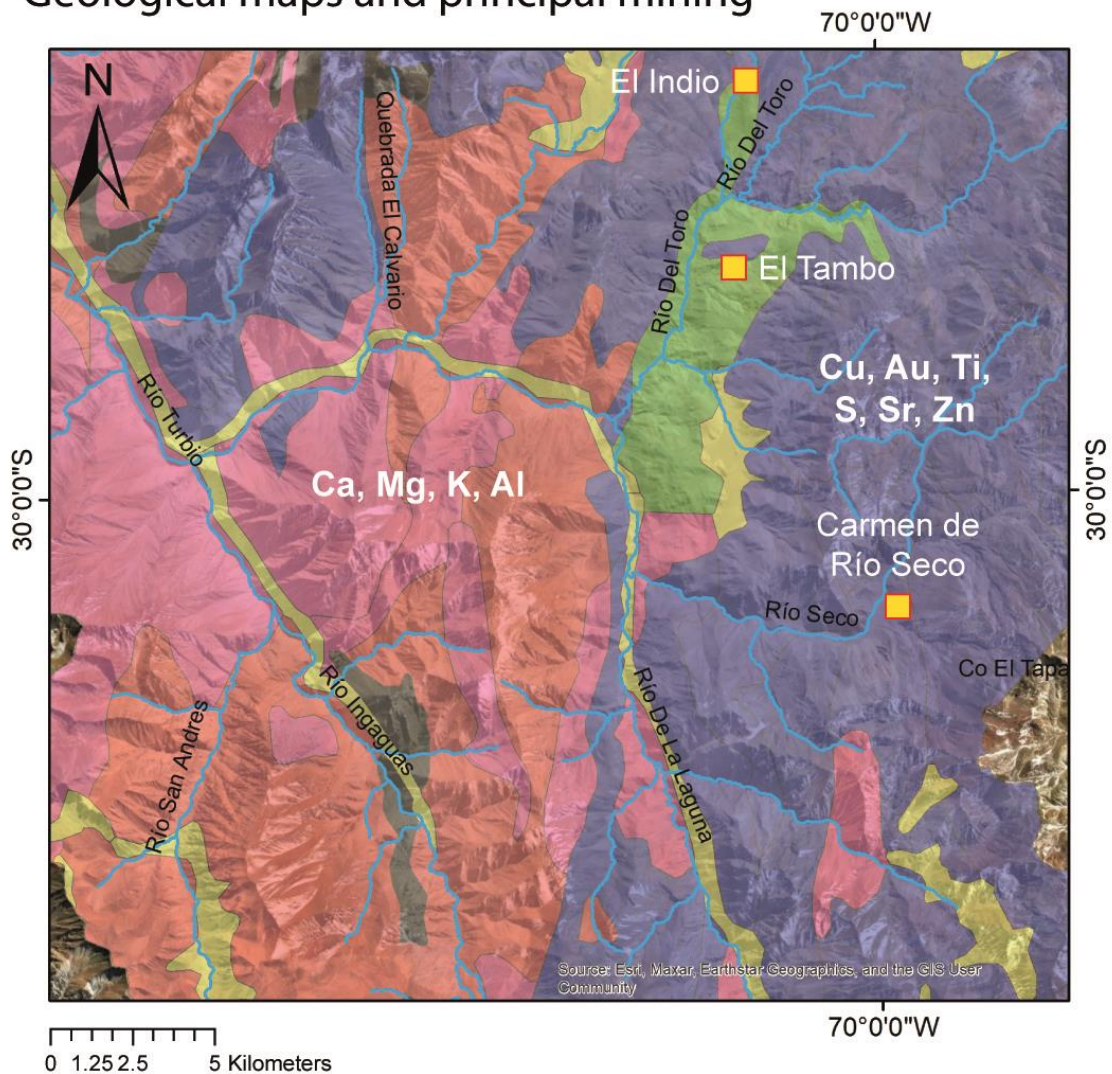 Geological maps and principal mining
70°0'0"W
N
El Indio
Río Del Toro
Quebrada El Calvario
Río Del Toro
El Tambo
Cu, Au, Ti,
S, Sr, Zn
Río Turbio
Ca, Mg, K, Al
30°0'0"S
30°0'0"S
Carmen de
Río Seco
Río Seco
Co El Tapa
Río Ingaguas
Río De La Laguna
Río San Andres
Source: Esri, Maxar, Earthstar Geographics, and the GIS User
Community
70°0'0"W
0 1.25 2.5 5 Kilometers